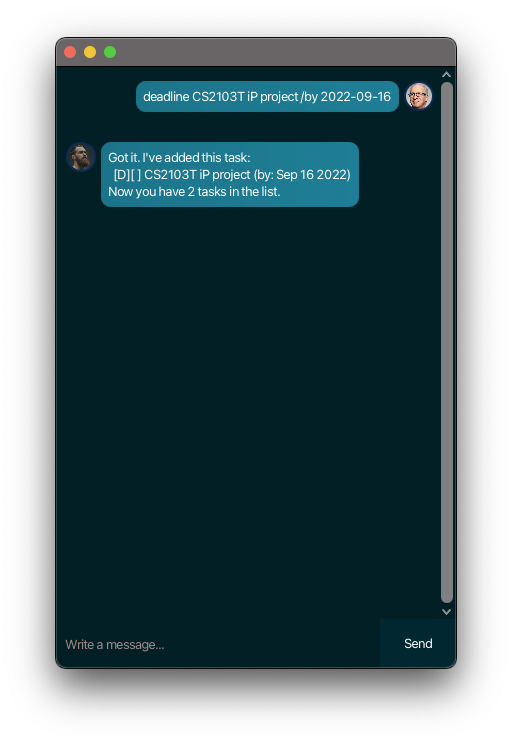 deadline CS2103T iP project /by 2022-09-16
Got it. I've added this task:
[D][ ] CS2103T iP project (by: Sep 16 2022)
Now you have 2 tasks in the list.
Write a message...
Send